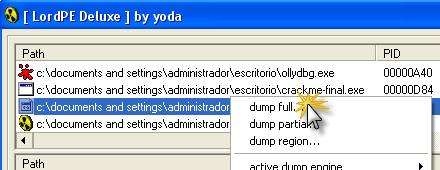 [ LordPE Deluxe ] by yoda
Path PID
c:\documents and settings\administrador\escritorio\ollydbg.exe 00000A40
c:\documents and settings\administrador\escritorio\crackme-final.exe 00000D84
c:\documents and settings\administrador
dump full...
c:\documents and settings\administrador
dump partial
dump region...
Path
active dump engine